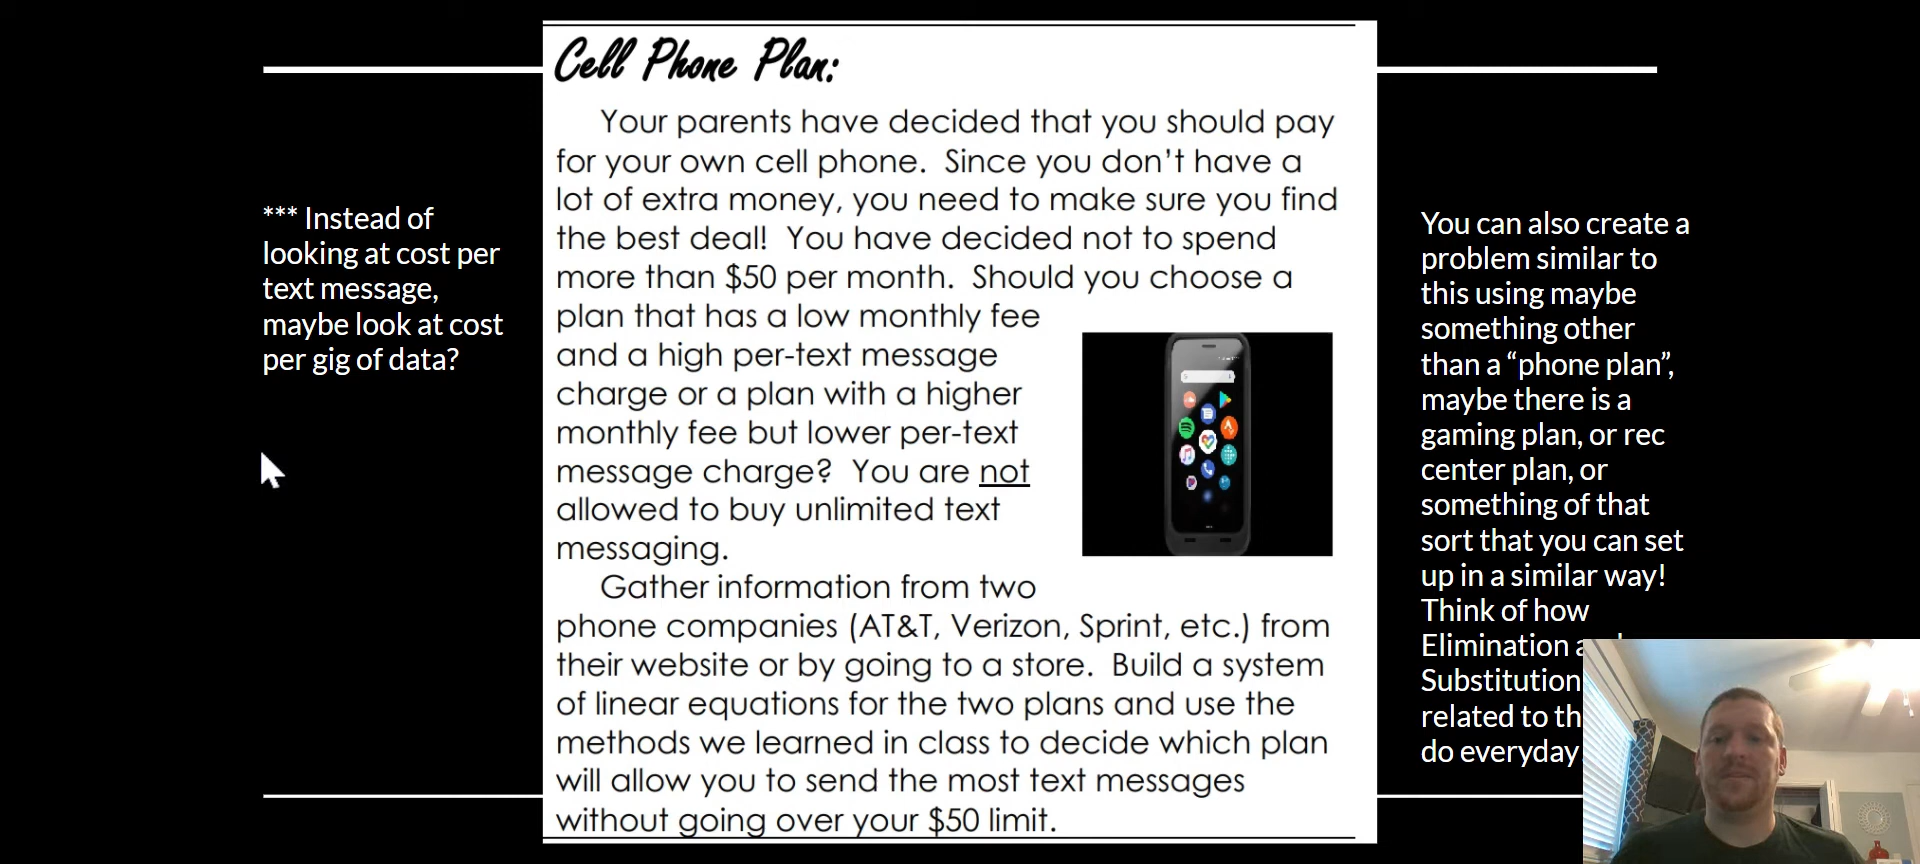 Cell Phone Plan:
Your parents have decided that you should pay
for your own cell phone. Since you don't have a
lot of extra money, you need to make sure you find
the best deal! You have decided not to spend
more than $50 per month. Should you choose a
plan that has a low monthly fee
and a high per-text message
charge or a plan with a higher
monthly fee but lower per-text
message charge? You are not
allowed to buy unlimited text
messaging.
Gather information from two
phone companies (AT&T, Verizon, Sprint, etc.) from
their website or by going to a store. Build a system
of linear equations for the two plans and use the
methods we learned in class to decide which plan
will allow you to send the most text messages
without going over your $50 limit.
*** Instead of
looking at cost per
text message,
maybe look at cost
per gig of data?
You can also create a
problem similar to
this using maybe
something other
than a “phone plan”,
maybe there is a
gaming plan, or rec
center plan, or
something of that
sort that you can set
up in a similar way!
Think of how
Elimination
Substitution
related to
do everyday